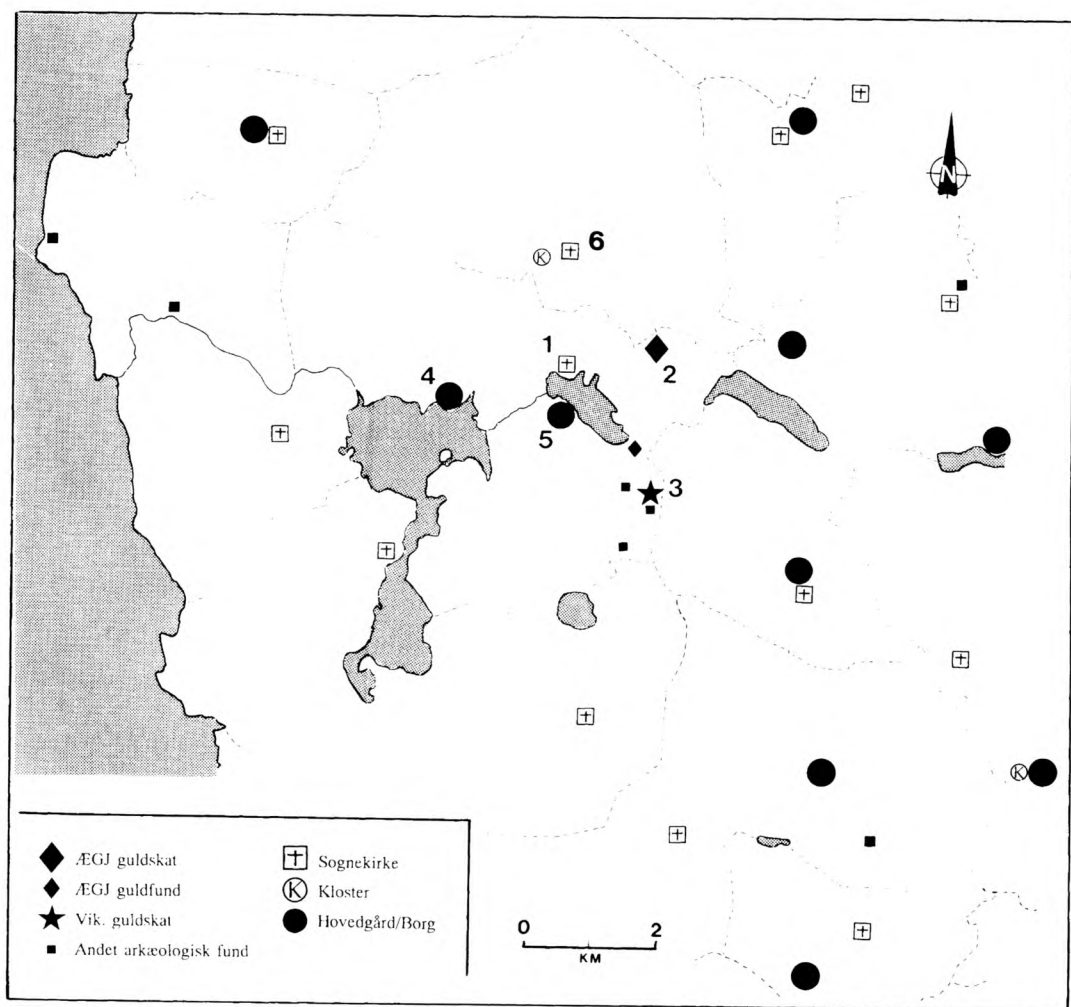 N
6
K
1
2
4
5
3
K
ÆGJ guldskat
ÆGJ guldfund
Vik. guldskat
Andet arkæologisk fund
Sognekirke
K Kloster
Hovedgård/Borg
0 2
KM